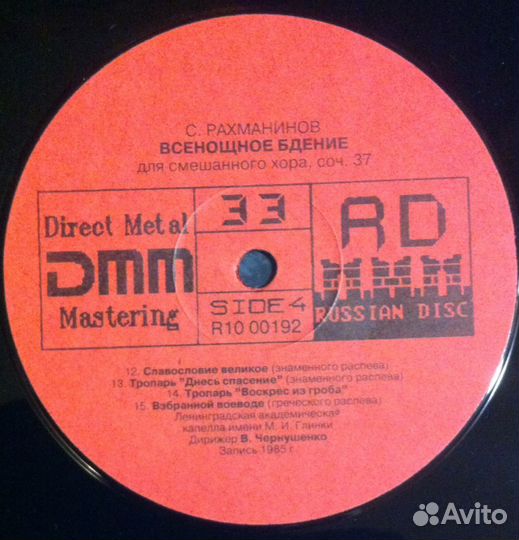 С. РАХМАНИНОВ
ВСЕНОЩНОЕ БДЕНИЕ
для смешанного хора, соч. 37
Direct Metal
DMM
Mastering
33
SIDE 4
R10 00192
RD
RUSSIAN DISC
12. Славословие великое (знаменного распева)
13. Тропарь "Днесь спасение" (знаменного распева)
14. Тропарь "Воскрес из гроба"
15. Взбранной воеводе (греческого распева)
Ленинградская академическая
капелла имени М. И. Глинки
Дирижер В. Чернушенко
Запись 1985 г.
Avito